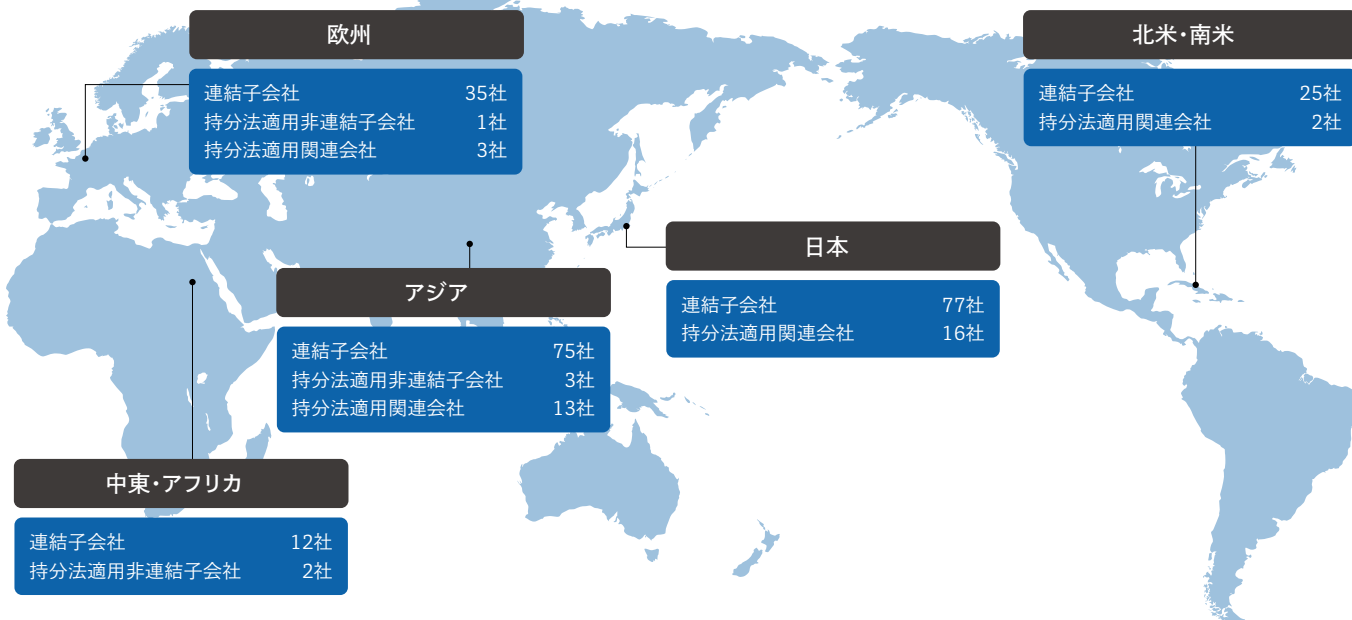 欧州
連結子会社 35社
持分法適用非連結子会社 1社
持分法適用関連会社 3社
北米・南米
連結子会社 25社
持分法適用関連会社 2社
日本
連結子会社 77社
持分法適用関連会社 16社
アジア
連結子会社 75社
持分法適用非連結子会社 3社
持分法適用関連会社 13社
中東・アフリカ
連結子会社 12社
持分法適用非連結子会社 2社